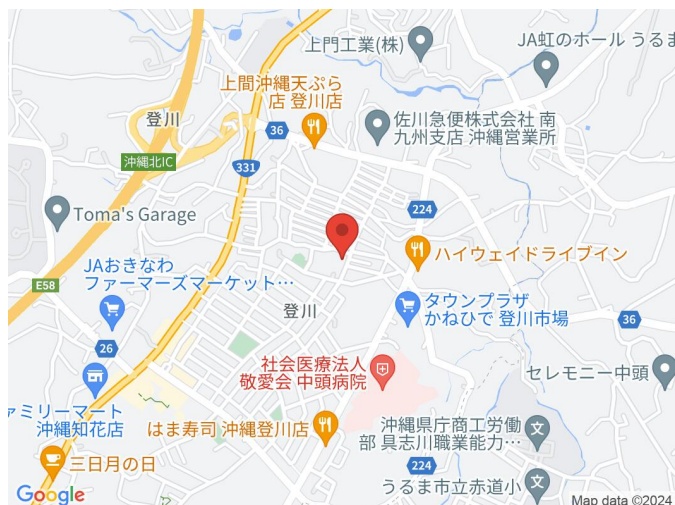 上門工業(株)
JA虹のホール うるま
上間沖縄天ぷら
店 登川店
登川
36
佐川急便株式会社 南
九州支店 沖縄営業所
沖縄北IC
331
224
Toma's Garage
ハイウェイドライブイン
JAおきなわ
ファーマーズマーケット…
E58
登川
タウンプラザ
かねひで 登川市場
36
26
社会医療法人
敬愛会 中頭病院
セレモニー中頭
ァミリーマート
沖縄知花店
はま寿司 沖縄登川店
沖縄県庁商工労働
部 具志川職業能力…
三日月の日
224
うるま市立赤道小
Google
Map data ©2024